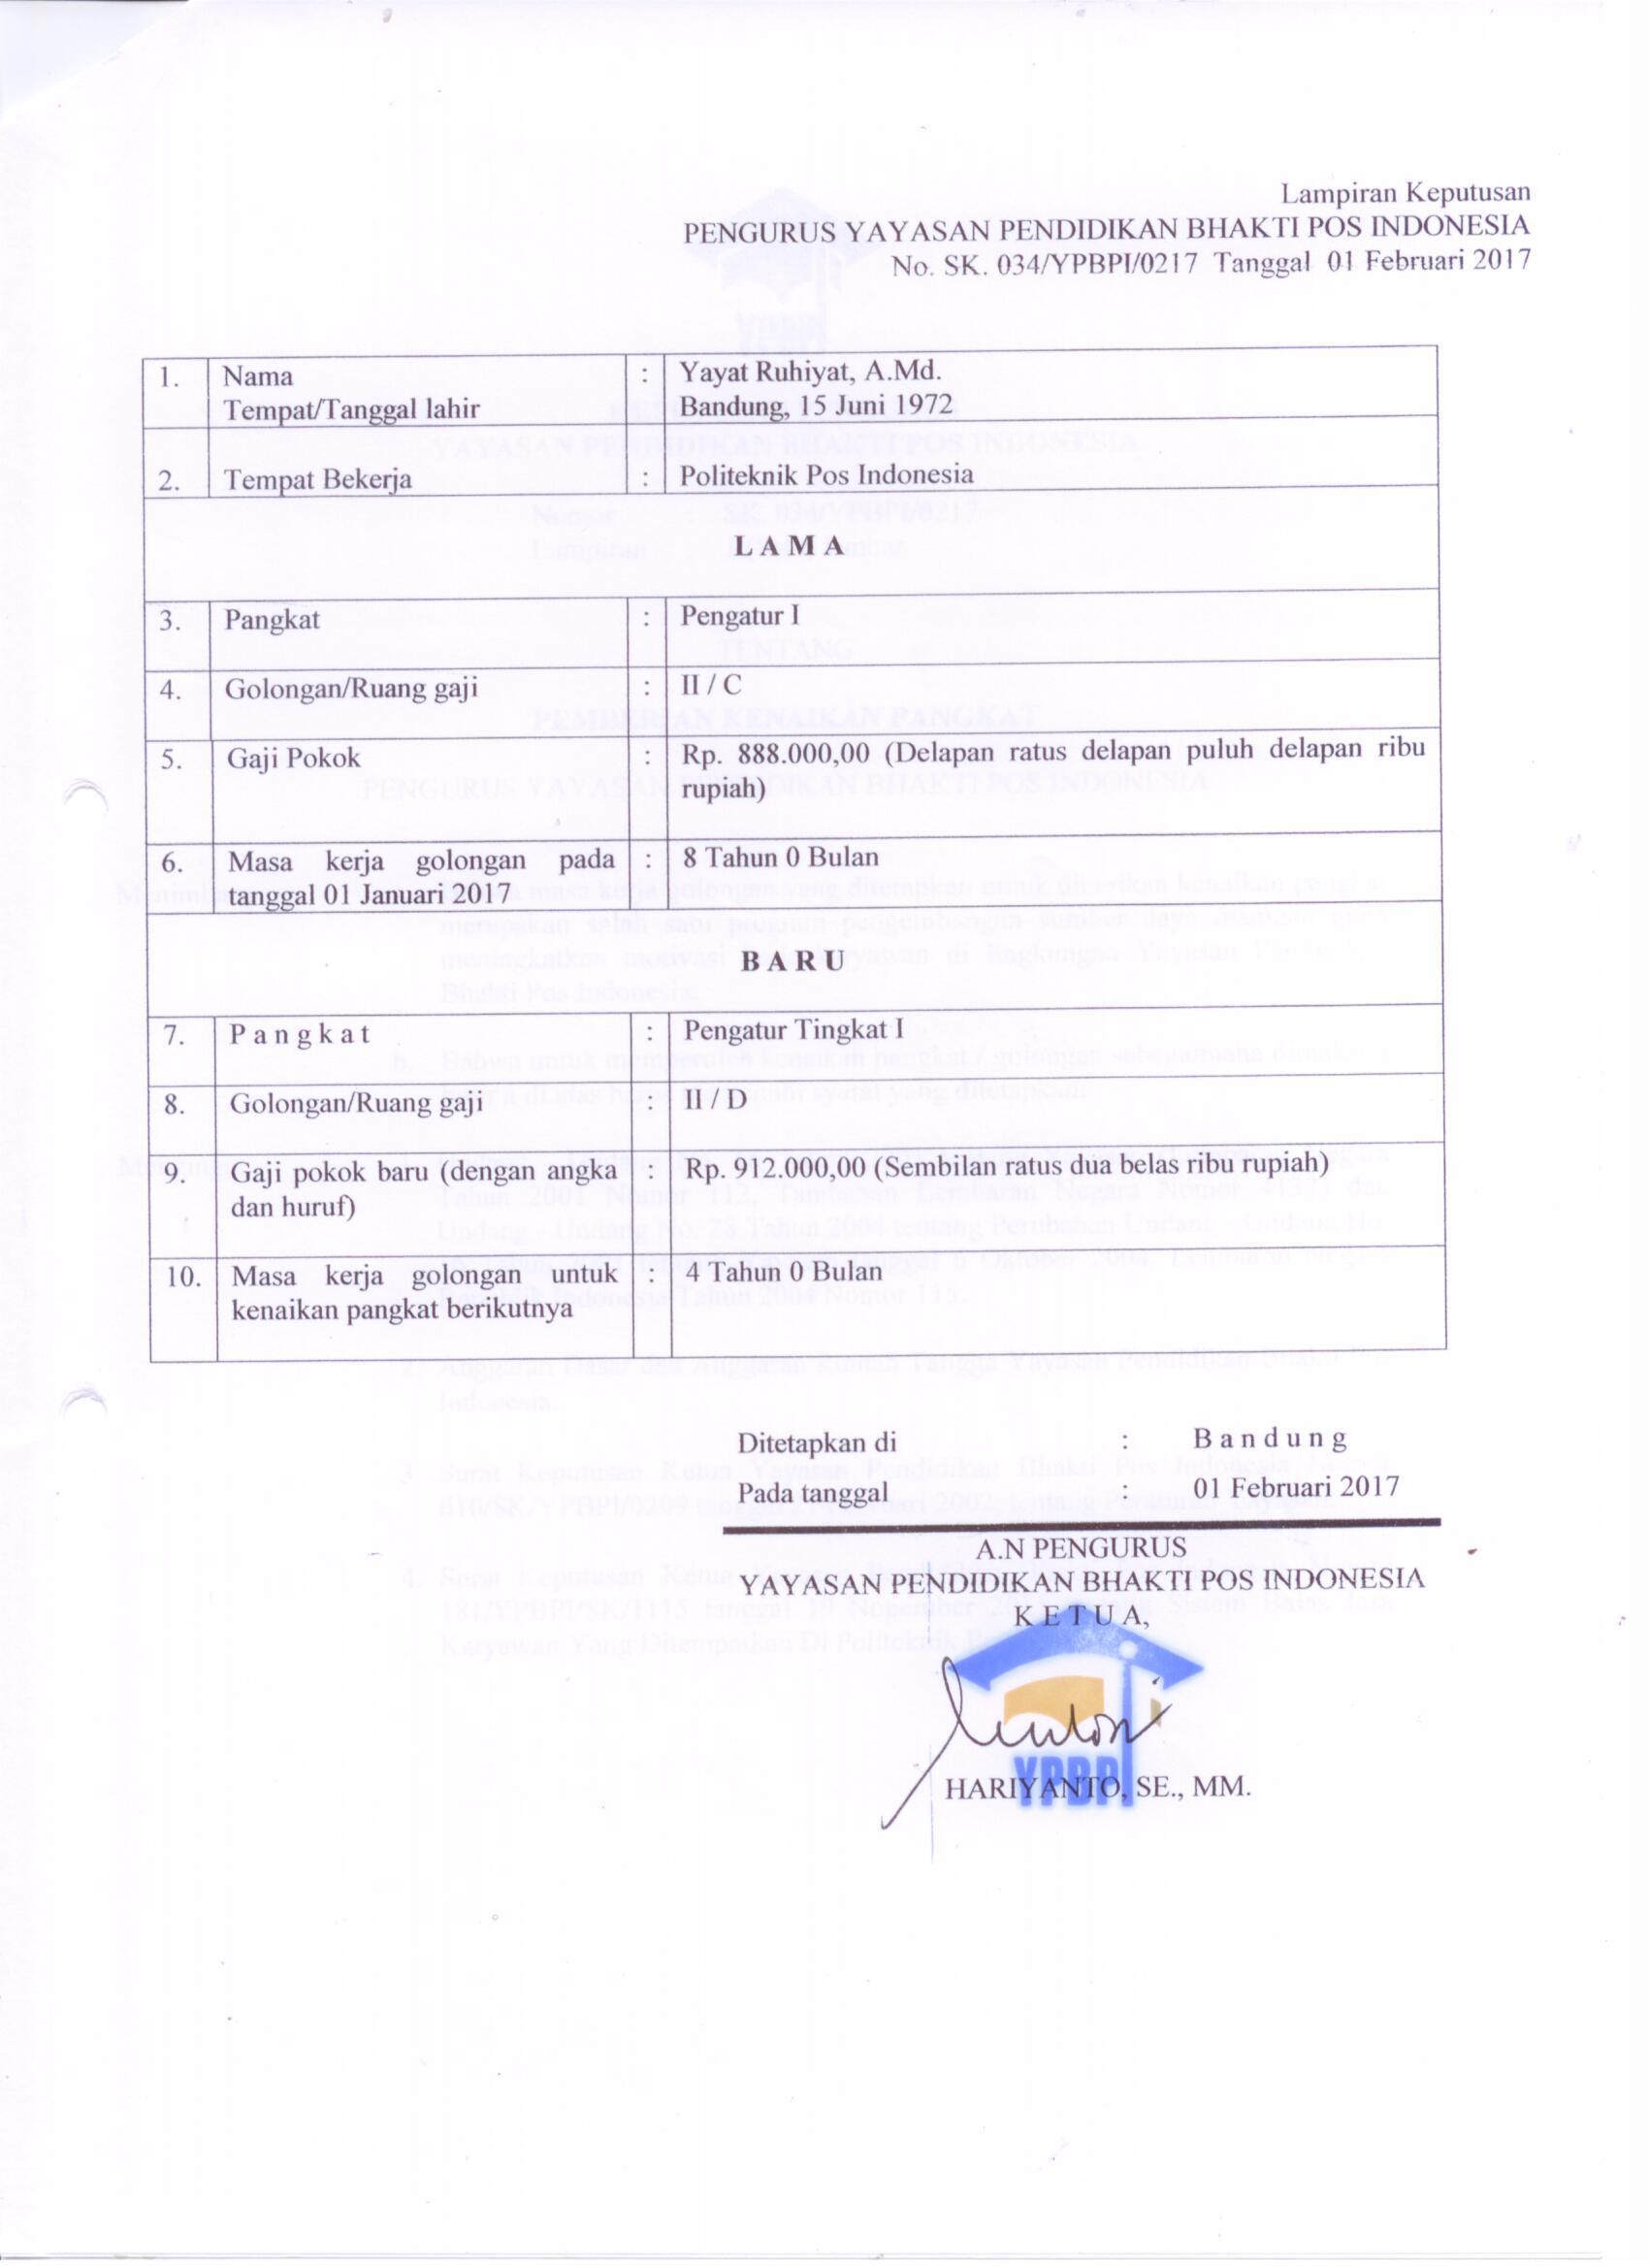 Lampiran Keputusan
PENGURUS YAYASAN PENDIDIKAN BHAKTI POS INDONESIA
No. SK. 034/YPBPI/0217 Tanggal 01 Februari 2017
1. Nama : Yayat Ruhiyat, A.Md.
Tempat/Tanggal lahir Bandung, 15 Juni 1972
2. Tempat Bekerja : Politeknik Pos Indonesia
L A M A
3. Pangkat : Pengatur I
4. Golongan/Ruang gaji : II / C
5. Gaji Pokok : Rp. 888.000,00 (Delapan ratus delapan puluh delapan ribu
rupiah)
6. Masa kerja golongan pada : 8 Tahun 0 Bulan
tanggal 01 Januari 2017
B A R U
7. P a n g k a t : Pengatur Tingkat I
8. Golongan/Ruang gaji : II / D
9. Gaji pokok baru (dengan angka : Rp. 912.000,00 (Sembilan ratus dua belas ribu rupiah)
dan huruf)
10. Masa kerja golongan untuk : 4 Tahun 0 Bulan
kenaikan pangkat berikutnya
Ditetapkan di : B a n d u n g
Pada tanggal : 01 Februari 2017
A.N PENGURUS
YAYASAN PENDIDIKAN BHAKTI POS INDONESIA
K E T U A,
YPBPI
HARIYANTO, SE., MM.